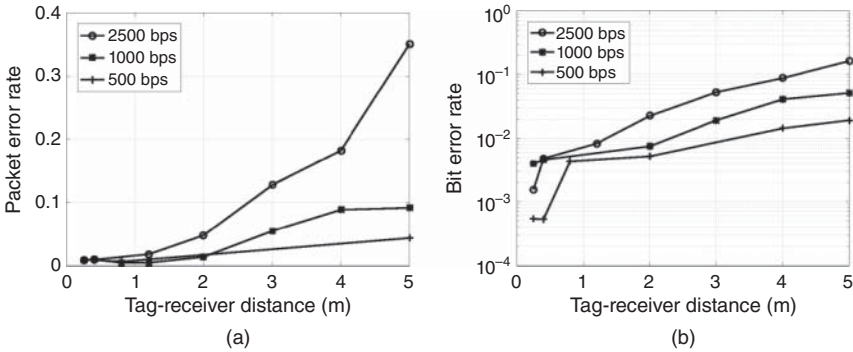 0.4
0.3
0.2
0.1
0
Packet error rate
2500 bps
1000 bps
500 bps
0 1 2 3 4 5
Tag-receiver distance (m)
(a)
10⁰
10⁻¹
10⁻²
10⁻³
10⁻⁴
Bit error rate
2500 bps
1000 bps
500 bps
0 1 2 3 4 5
Tag-receiver distance (m)
(b)